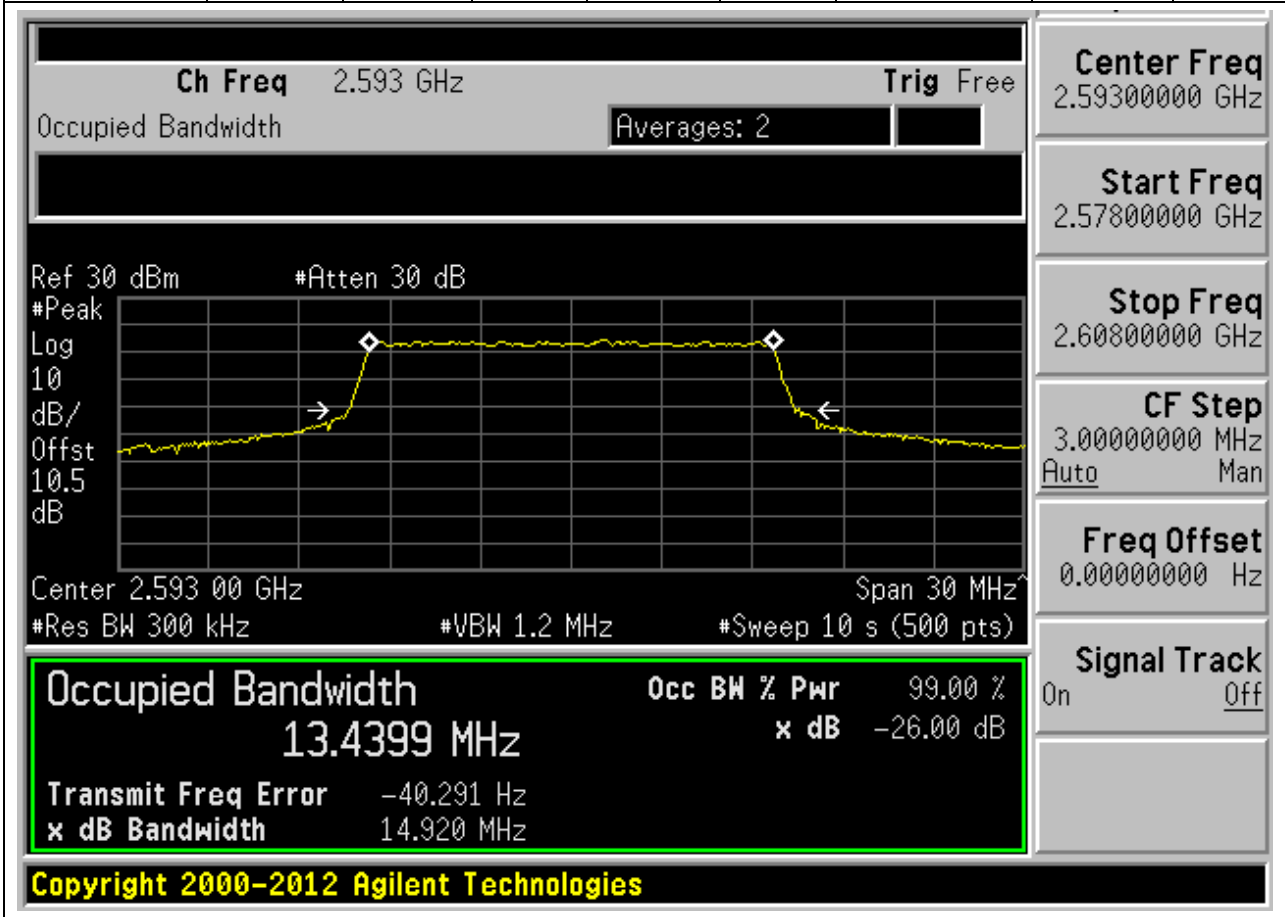 Ch Freq 2.593 GHz Trig Free
Occupied Bandwidth Averages: 2
Ref 30 dBm #Atten 30 dB
#Peak
Log
10
dB/
Offst
10.5
dB
Center 2.593 00 GHz Span 30 MHz^
#Res BW 300 kHz #VBW 1.2 MHz #Sweep 10 s (500 pts)
Occupied Bandwidth Occ BW % Pwr 99.00 %
13.4399 MHz x dB -26.00 dB
Transmit Freq Error -40.291 Hz
x dB Bandwidth 14.920 MHz
Copyright 2000-2012 Agilent Technologies
Center Freq
2.59300000 GHz
Start Freq
2.57800000 GHz
Stop Freq
2.60800000 GHz
CF Step
3.00000000 MHz
Auto Man
Freq Offset
0.00000000 Hz
Signal Track
On Off